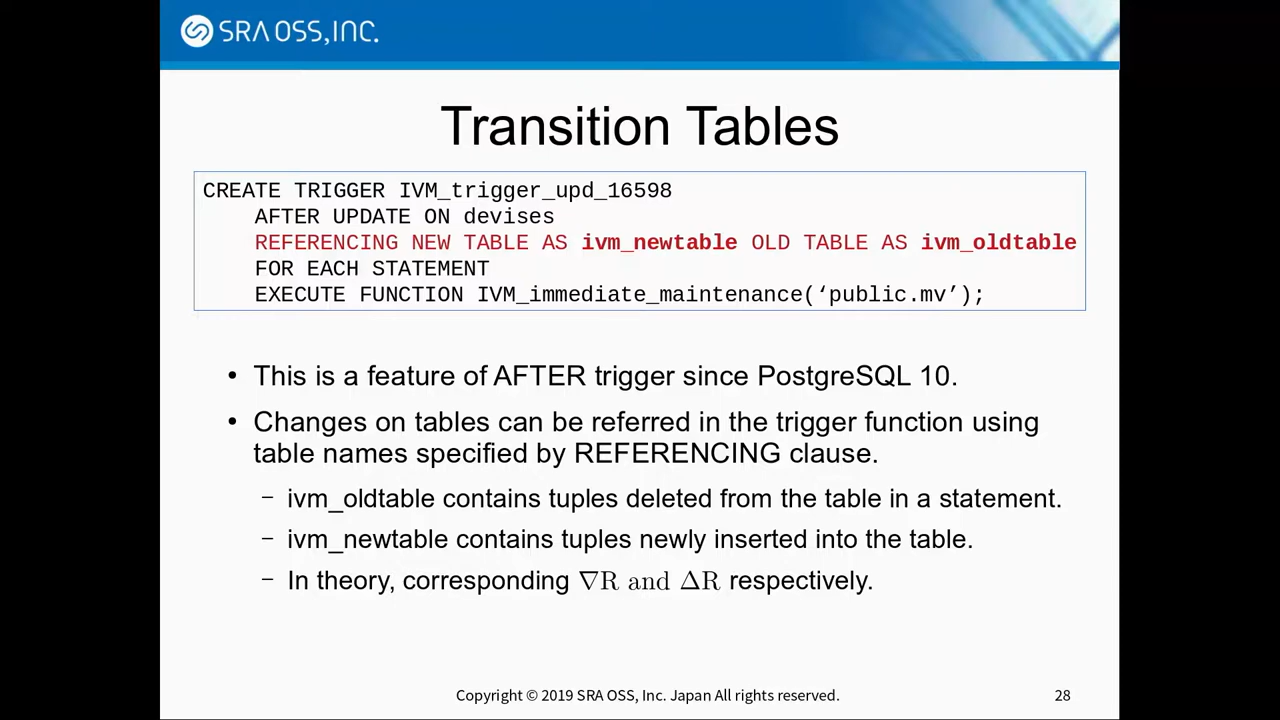 SRA OSS, INC.
Transition Tables
CREATE TRIGGER IVM_trigger_upd_16598
AFTER UPDATE ON devises
REFERENCING NEW TABLE AS ivm_newtable OLD TABLE AS ivm_oldtable
FOR EACH STATEMENT
EXECUTE FUNCTION IVM_immediate_maintenance(‘public.mv’);
• This is a feature of AFTER trigger since PostgreSQL 10.
• Changes on tables can be referred in the trigger function using
table names specified by REFERENCING clause.
– ivm_oldtable contains tuples deleted from the table in a statement.
– ivm_newtable contains tuples newly inserted into the table.
– In theory, corresponding ∇R and ΔR respectively.
Copyright © 2019 SRA OSS, Inc. Japan All rights reserved.
28